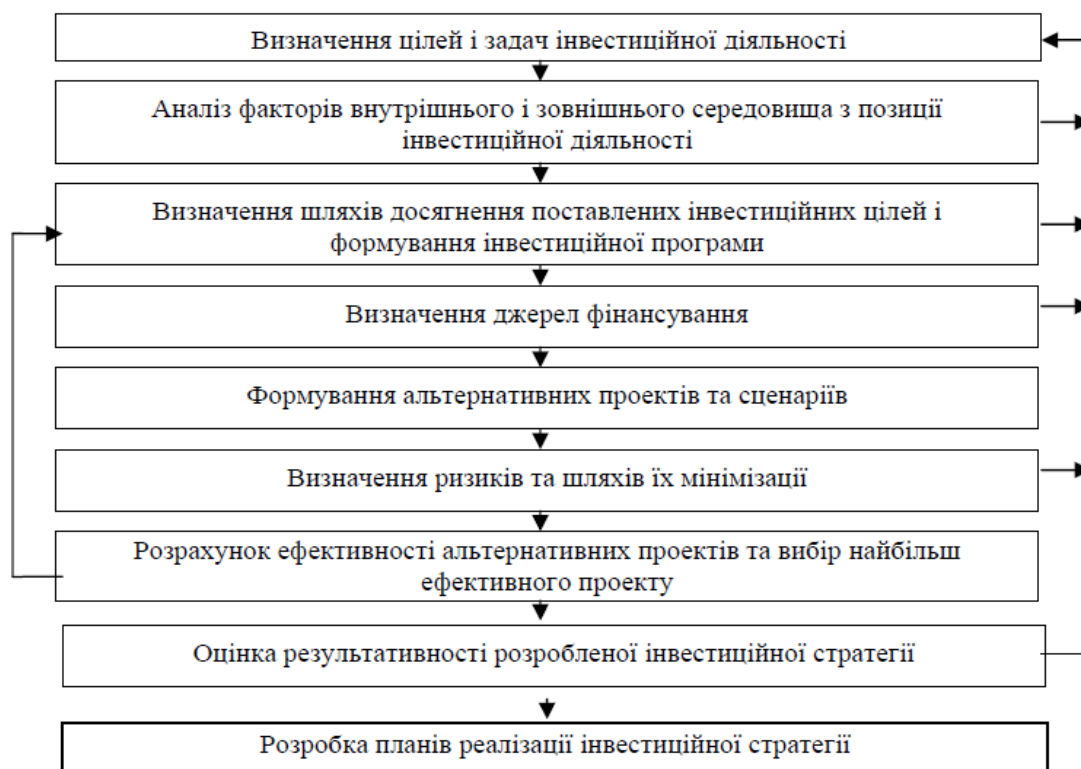 Визначення цілей і задач інвестиційної діяльності
Аналіз факторів внутрішнього і зовнішнього середовища з позиції
інвестиційної діяльності
Визначення шляхів досягнення поставлених інвестиційних цілей і
формування інвестиційної програми
Визначення джерел фінансування
Формування альтернативних проектів та сценаріїв
Визначення ризиків та шляхів їх мінімізації
Розрахунок ефективності альтернативних проектів та вибір найбільш
ефективного проекту
Оцінка результативності розробленої інвестиційної стратегії
Розробка планів реалізації інвестиційної стратегії